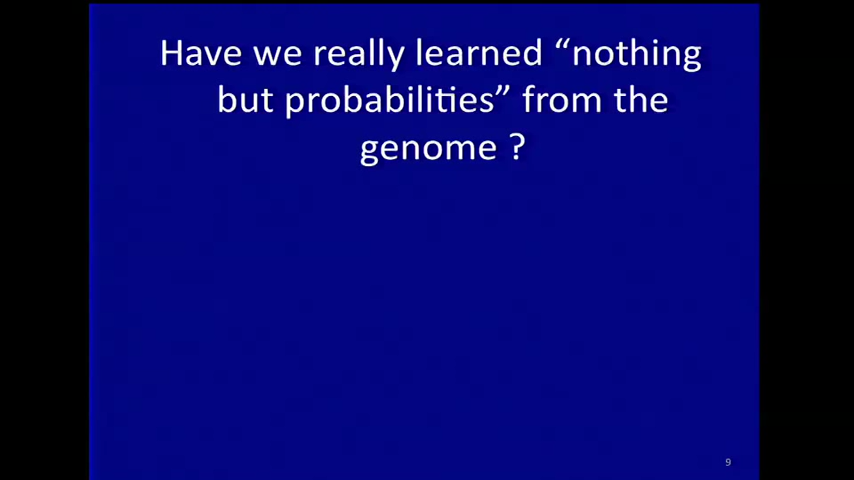 Have we really learned “nothing
but probabilities” from the
genome ?
9